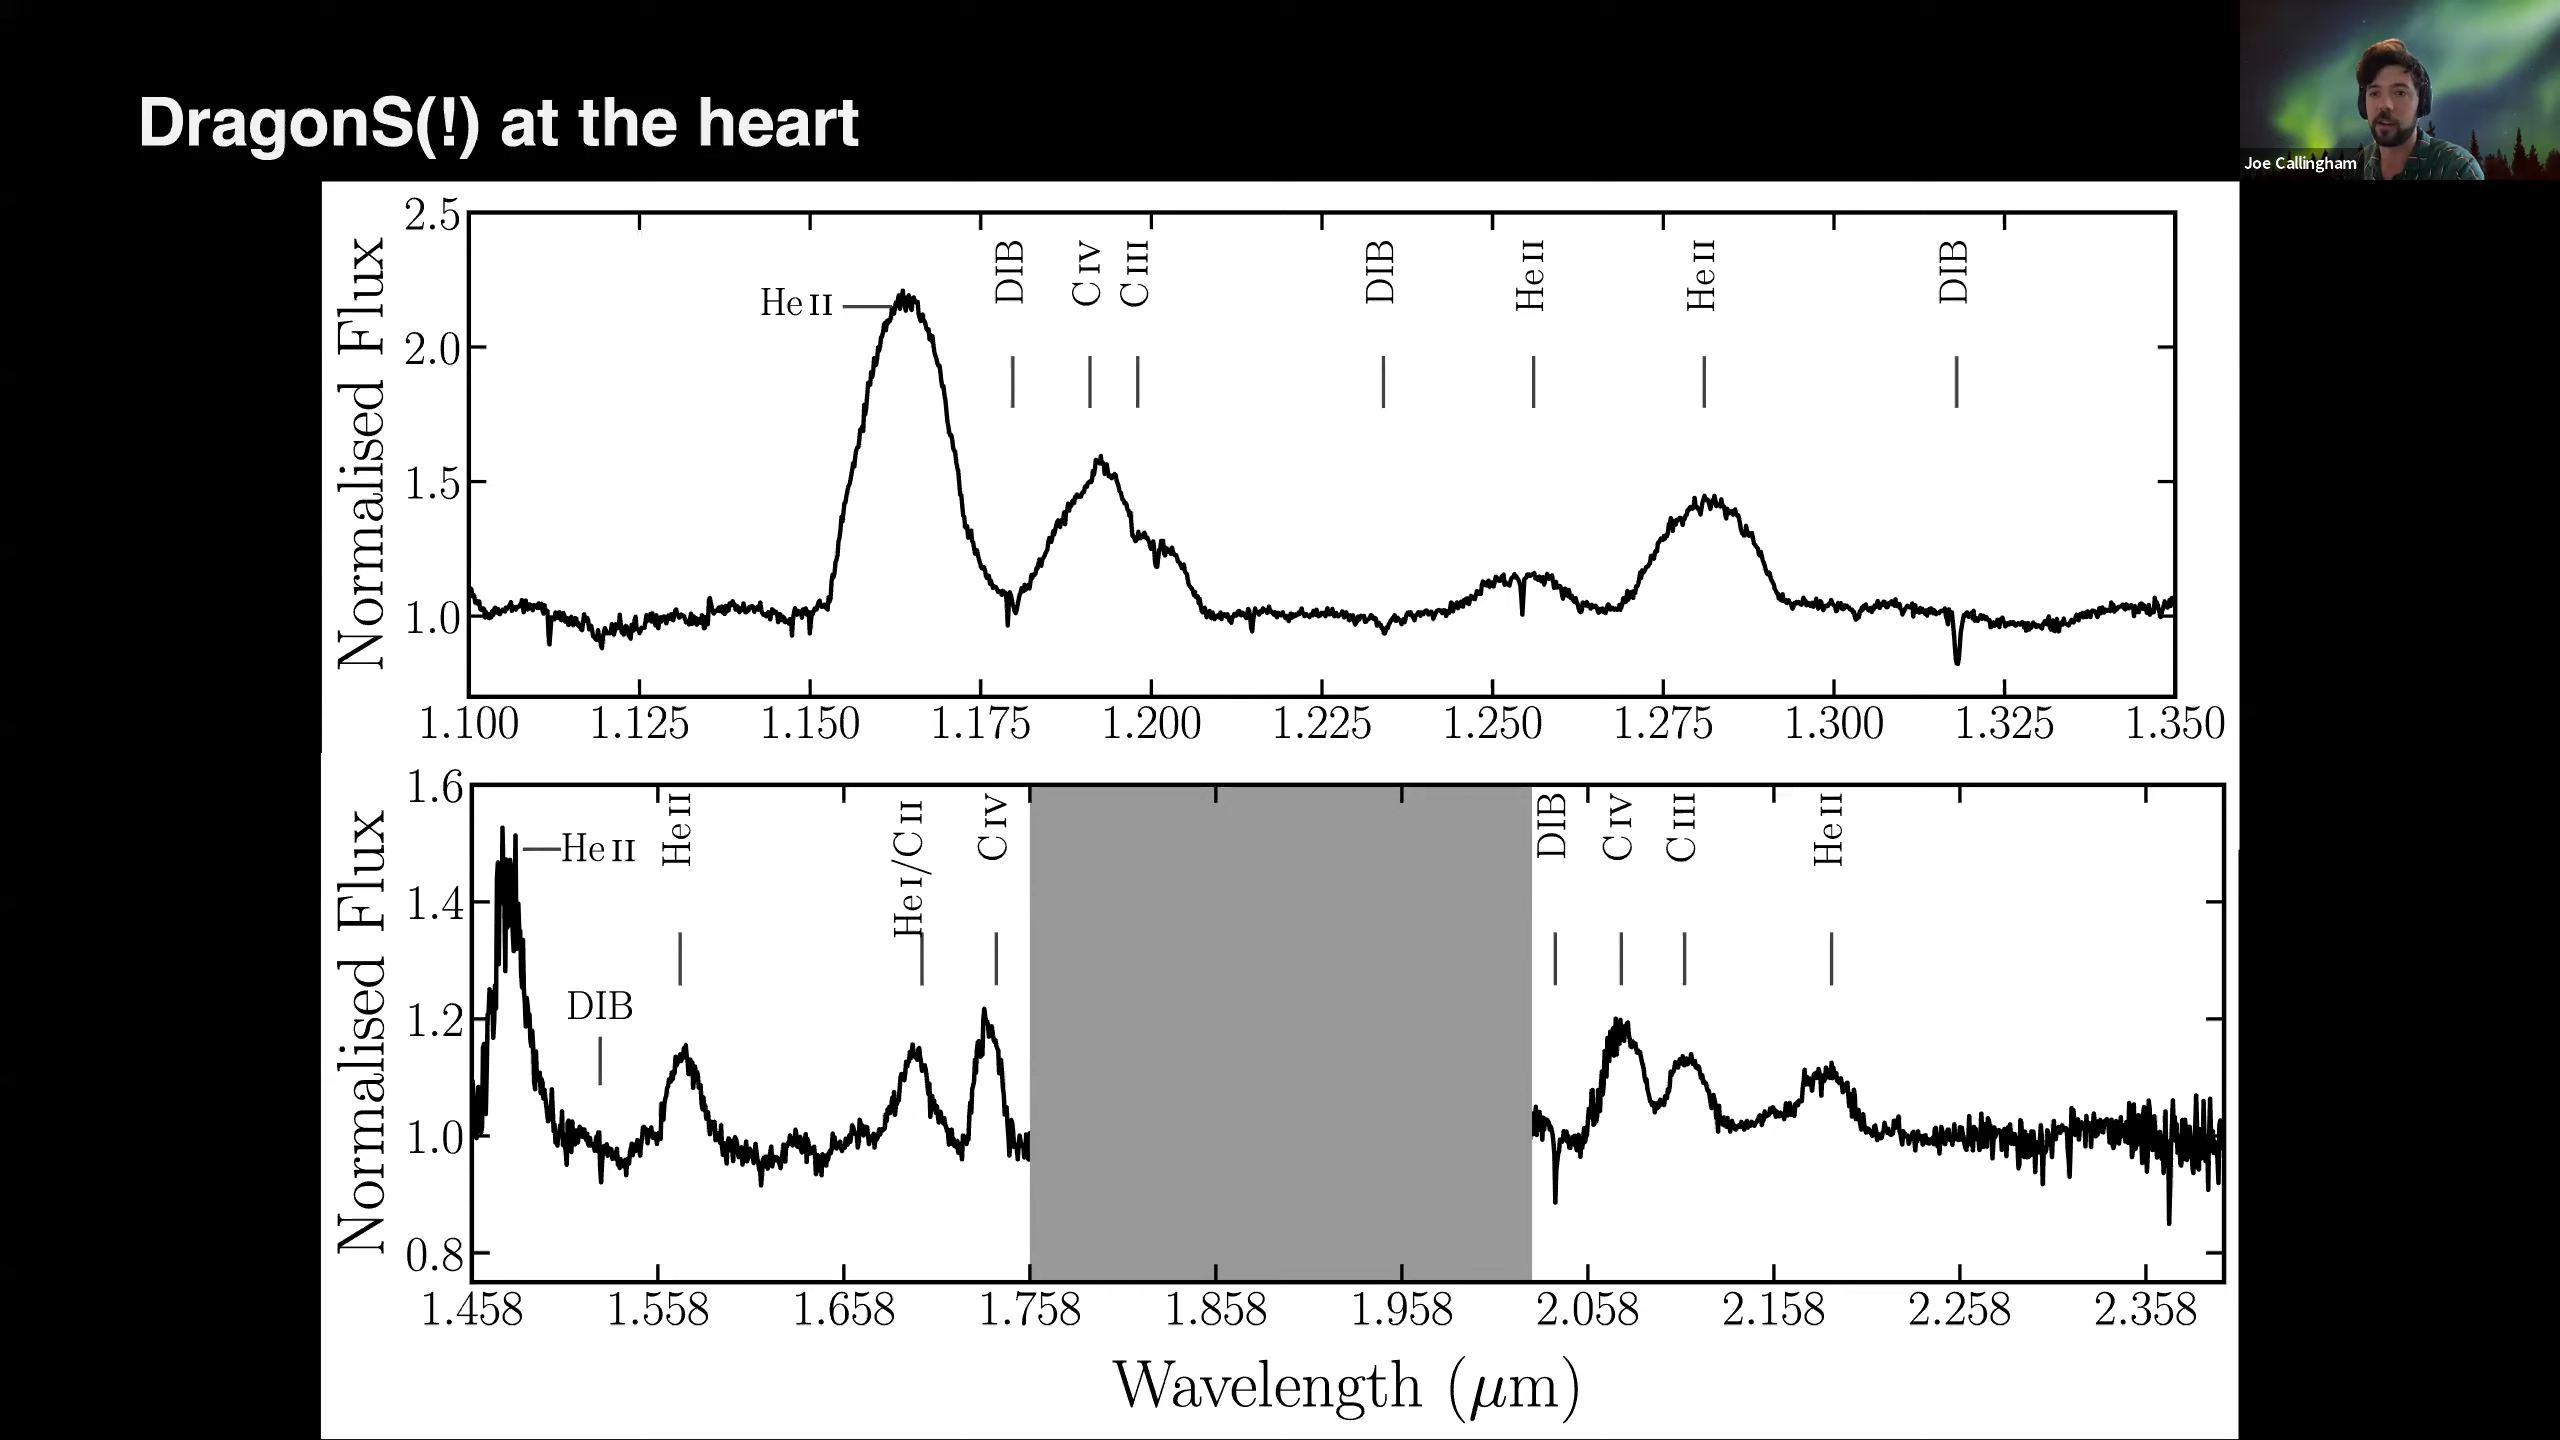 DragonS(!) at the heart
Joe Callingham
Normalised Flux
2.5
2.0
1.5
1.0
He II
DIB
C IV
C III
DIB
He II
He II
DIB
1.100 1.125 1.150 1.175 1.200 1.225 1.250 1.275 1.300 1.325 1.350
Normalised Flux
1.6
1.4
1.2
1.0
0.8
He II
DIB
He II
He I/C II
C IV
DIB
C IV
C III
He II
1.458 1.558 1.658 1.758 1.858 1.958 2.058 2.158 2.258 2.358
Wavelength (μm)